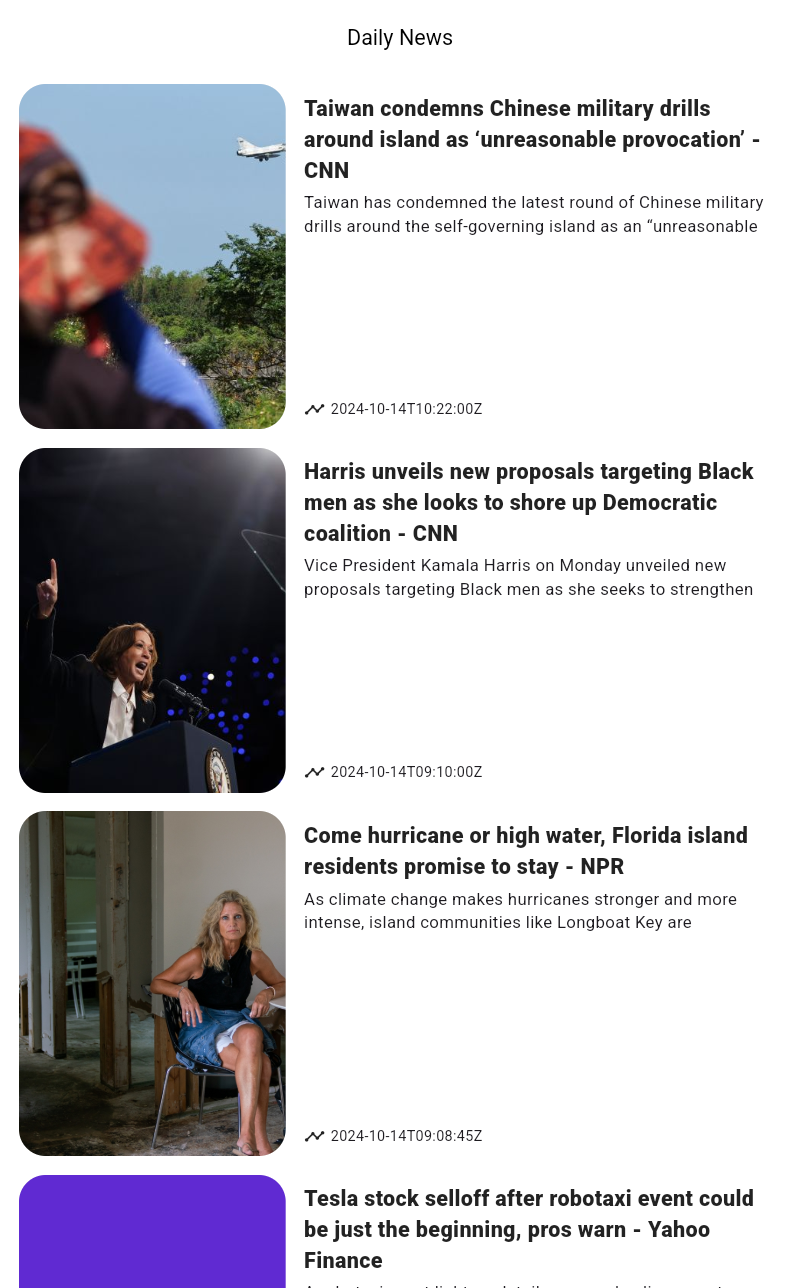 Daily News
Taiwan condemns Chinese military drills
around island as ‘unreasonable provocation’ -
CNN
Taiwan has condemned the latest round of Chinese military
drills around the self-governing island as an “unreasonable
2024-10-14T10:22:00Z
Harris unveils new proposals targeting Black
men as she looks to shore up Democratic
coalition - CNN
Vice President Kamala Harris on Monday unveiled new
proposals targeting Black men as she seeks to strengthen
2024-10-14T09:10:00Z
Come hurricane or high water, Florida island
residents promise to stay - NPR
As climate change makes hurricanes stronger and more
intense, island communities like Longboat Key are
2024-10-14T09:08:45Z
Tesla stock selloff after robotaxi event could
be just the beginning, pros warn - Yahoo
Finance